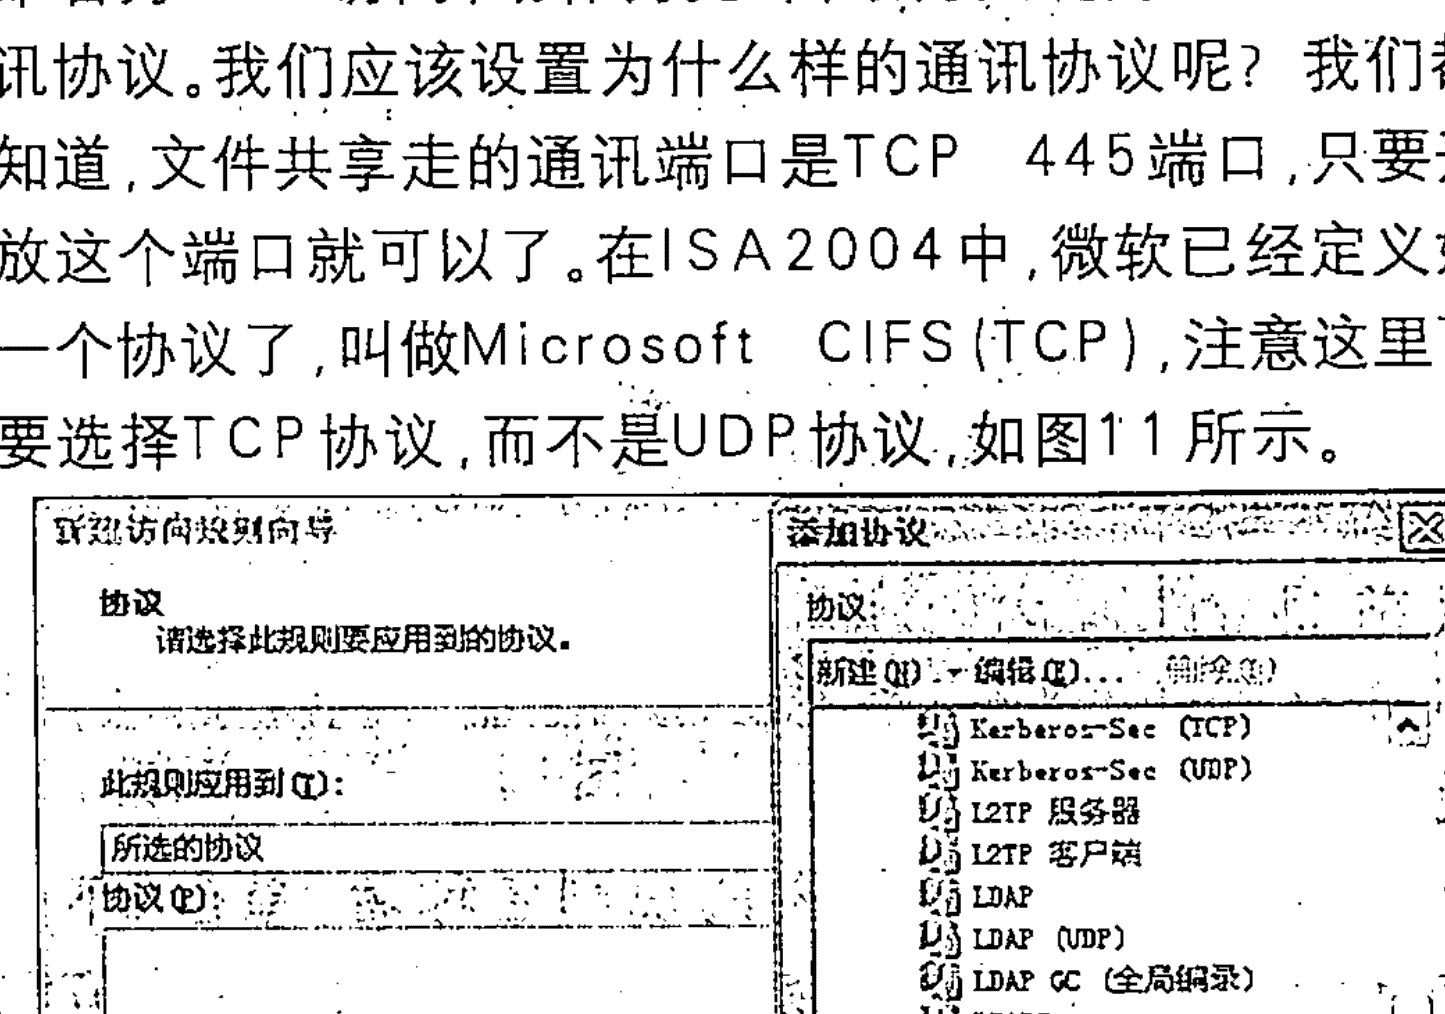 讯协议。我们应该设置为什么样的通讯协议呢? 我们
知道,文件共享走的通讯端口是TCP 445端口,只要
放这个端口就可以了。在ISA2004中,微软已经定义
一个协议了,叫做Microsoft CIFS(TCP),注意这里
要选择TCP协议,而不是UDP协议,如图11所示。
新建访问规则向导
协议
请选择此规则要应用到的协议。
此规则应用到(T):
所选的协议
协议(P):
添加协议
协议:
新建(N) 编辑(E)... 删除
Kerberos-Sec (TCP)
Kerberos-Sec (UDP)
L2TP 服务器
L2TP 客户端
LDAP
LDAP (UDP)
LDAP GC (全局编录)